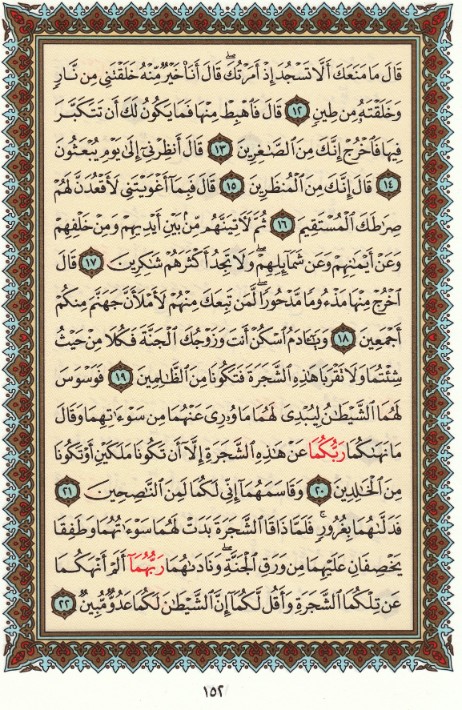 قَالَ مَا مَنَعَكَ أَلَّا تَسْجُدَ إِذْ أَمَرْتُكَ ۖ قَالَ أَنَا۠ خَيْرٌ مِّنْهُ خَلَقْتَنِي مِن نَّارٍ
وَخَلَقْتَهُۥ مِن طِينٍ ١٢ قَالَ فَٱهْبِطْ مِنْهَا فَمَا يَكُونُ لَكَ أَن تَتَكَبَّرَ
فِيهَا فَٱخْرُجْ إِنَّكَ مِنَ ٱلصَّٰغِرِينَ ١٣ قَالَ أَنظِرْنِىٓ إِلَىٰ يَوْمِ يُبْعَثُونَ
١٤ قَالَ إِنَّكَ مِنَ ٱلْمُنظَرِينَ ١٥ قَالَ فَبِمَآ أَغْوَيْتَنِى لَأَقْعُدَنَّ لَهُمْ
صِرَٰطَكَ ٱلْمُسْتَقِيمَ ١٦ ثُمَّ لَأَتِيَنَّهُم مِّنۢ بَيْنِ أَيْدِيهِمْ وَمِنْ خَلْفِهِمْ
وَعَنْ أَيْمَٰنِهِمْ وَعَن شَمَآئِلِهِمْ ۖ وَلَا تَجِدُ أَكْثَرَهُمْ شَٰكِرِينَ ١٧ قَالَ
ٱخْرُجْ مِنْهَا مَذْءُومًا مَّدْحُورًا ۖ لَّمَن تَبِعَكَ مِنْهُمْ لَأَمْلَأَنَّ جَهَنَّمَ مِنكُمْ
أَجْمَعِينَ ١٨ وَيَٰٓـَٔادَمُ ٱسْكُنْ أَنتَ وَزَوْجُكَ ٱلْجَنَّةَ فَكُلَا مِنْ حَيْثُ
شِئْتُمَا وَلَا تَقْرَبَا هَٰذِهِ ٱلشَّجَرَةَ فَتَكُونَا مِنَ ٱلظَّٰلِمِينَ ١٩ فَوَسْوَسَ
لَهُمَا ٱلشَّيْطَٰنُ لِيُبْدِىَ لَهُمَا مَا وُۥرِىَ عَنْهُمَا مِن سَوْءَٰتِهِمَا وَقَالَ
مَا نَهَىٰكُمَا رَبُّكُمَا عَنْ هَٰذِهِ ٱلشَّجَرَةِ إِلَّآ أَن تَكُونَا مَلَكَيْنِ أَوْ تَكُونَا
مِنَ ٱلْخَٰلِدِينَ ٢٠ وَقَاسَمَهُمَآ إِنِّى لَكُمَا لَمِنَ ٱلنَّٰصِحِينَ ٢١
فَدَلَّىٰهُمَا بِغُرُورٍ ۚ فَلَمَّا ذَاقَا ٱلشَّجَرَةَ بَدَتْ لَهُمَا سَوْءَٰتُهُمَا وَطَفِقَا
يَخْصِفَانِ عَلَيْهِمَا مِن وَرَقِ ٱلْجَنَّةِ ۖ وَنَادَىٰهُمَا رَبُّهُمَآ أَلَمْ أَنْهَكُمَا
عَن تِلْكُمَا ٱلشَّجَرَةِ وَأَقُل لَّكُمَآ إِنَّ ٱلشَّيْطَٰنَ لَكُمَا عَدُوٌّ مُّبِينٌ ٢٢
١٥٢